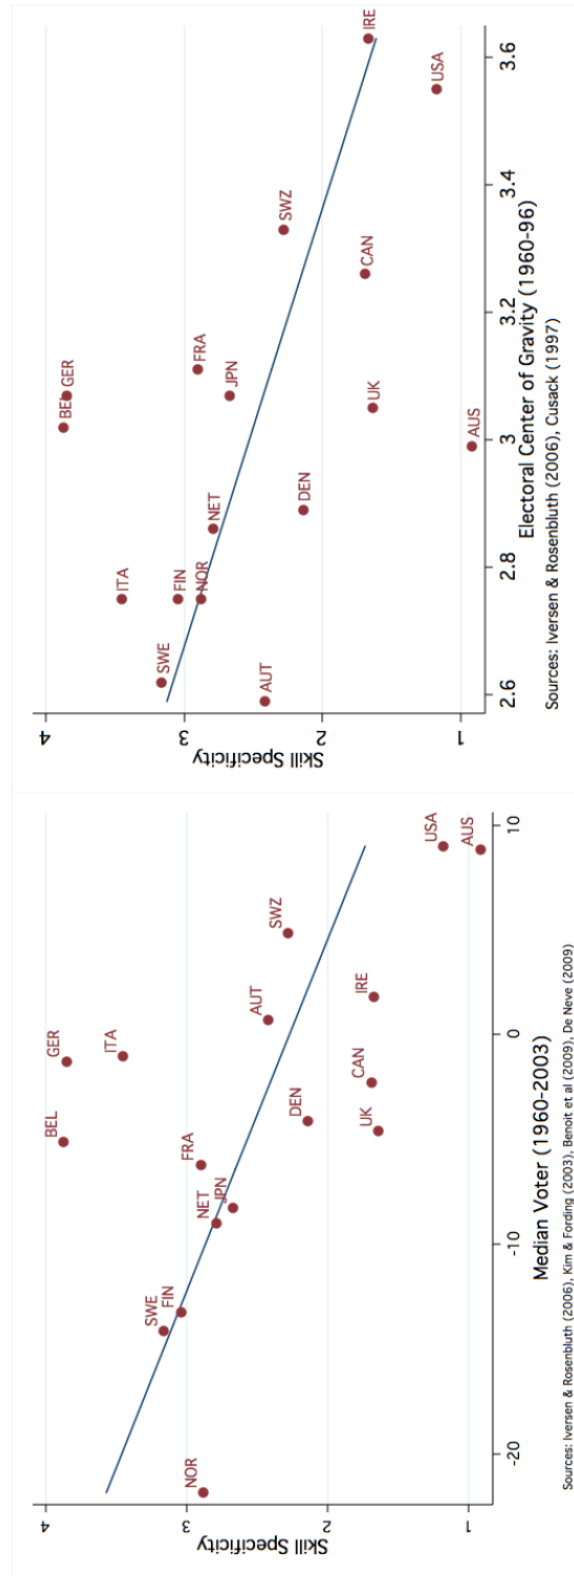 4
3
2
1
Skill Specificity
BEL
GER
ITA
SWE
FIN
NOR
NET
FRA
JPN
AUT
SWZ
DEN
CAN
IRE
UK
USA
AUS
-20
-10
0
10
Median Voter (1960-2003)
Sources: Iversen & Rosenbluth (2006), Kim & Fording (2003), Benoit et al (2009), De Neve (2009)
4
3
2
1
Skill Specificity
BEL
GER
ITA
SWE
FIN
NOR
NET
FRA
JPN
AUT
SWZ
DEN
CAN
IRE
UK
USA
AUS
2.6
2.8
3
3.2
3.4
3.6
Electoral Center of Gravity (1960-96)
Sources: Iversen & Rosenbluth (2006), Cusack (1997)